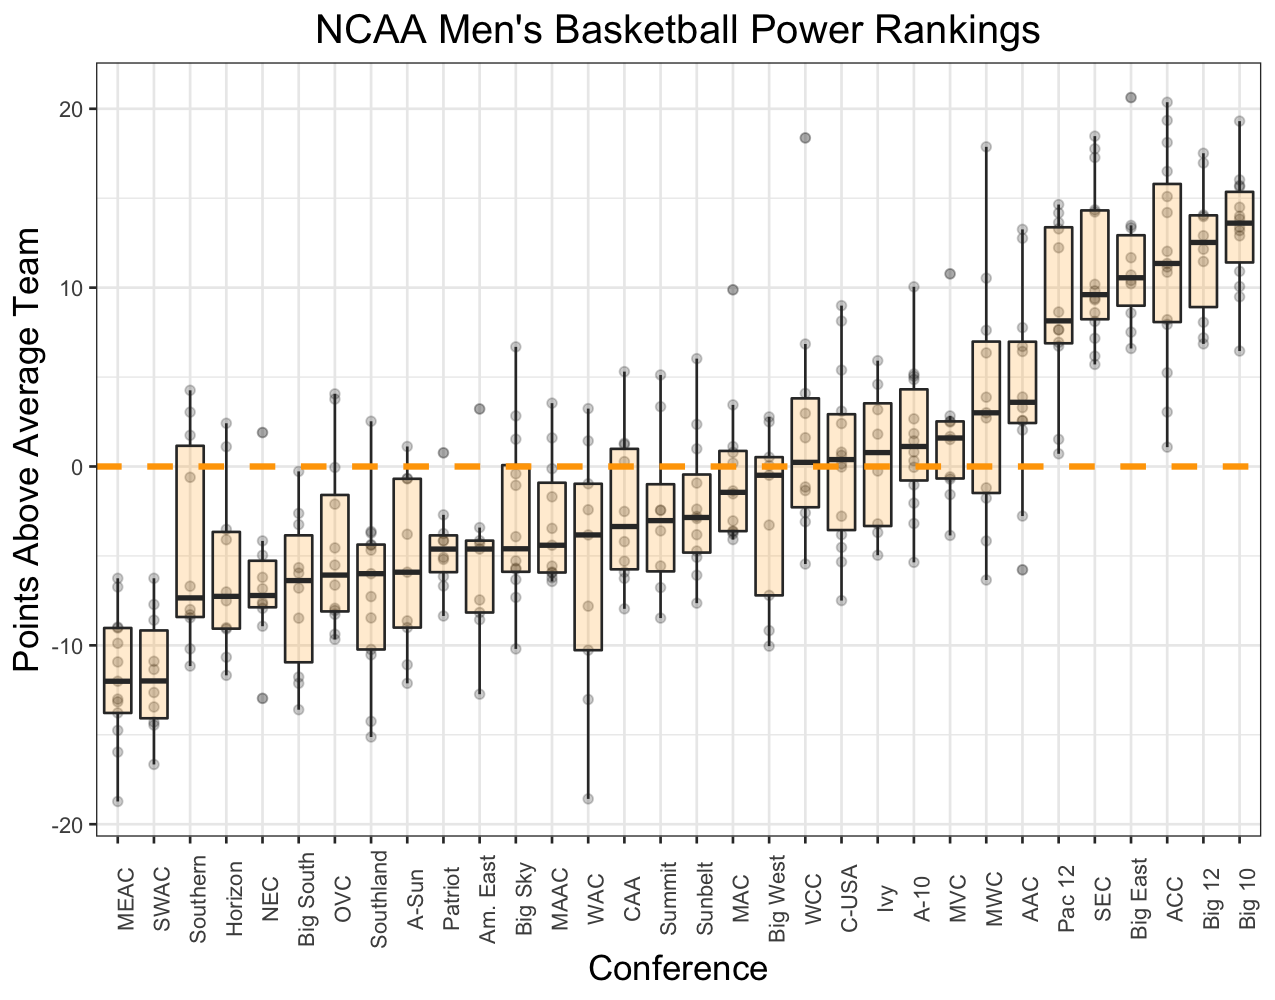 NCAA Men's Basketball Power Rankings
Points Above Average Team
20
10
0
-10
-20
MEAC
SWAC
Southern
Horizon
NEC
Big South
OVC
Southland
A-Sun
Patriot
Am. East
Big Sky
MAAC
WAC
CAA
Summit
Sunbelt
MAC
Big West
WCC
C-USA
Ivy
A-10
MVC
MWC
AAC
Pac 12
SEC
Big East
ACC
Big 12
Big 10
Conference